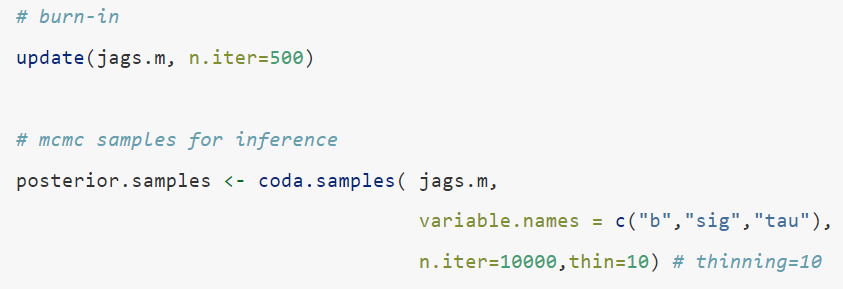 # burn-in
update(jags.m, n.iter=500)
# mcmc samples for inference
posterior.samples <- coda.samples( jags.m,
variable.names = c("b","sig","tau"),
n.iter=10000,thin=10) # thinning=10